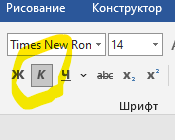 Рисование Конструктор
Times New Ron 14
Ж К Ч abc x₂ x²
Шрифт